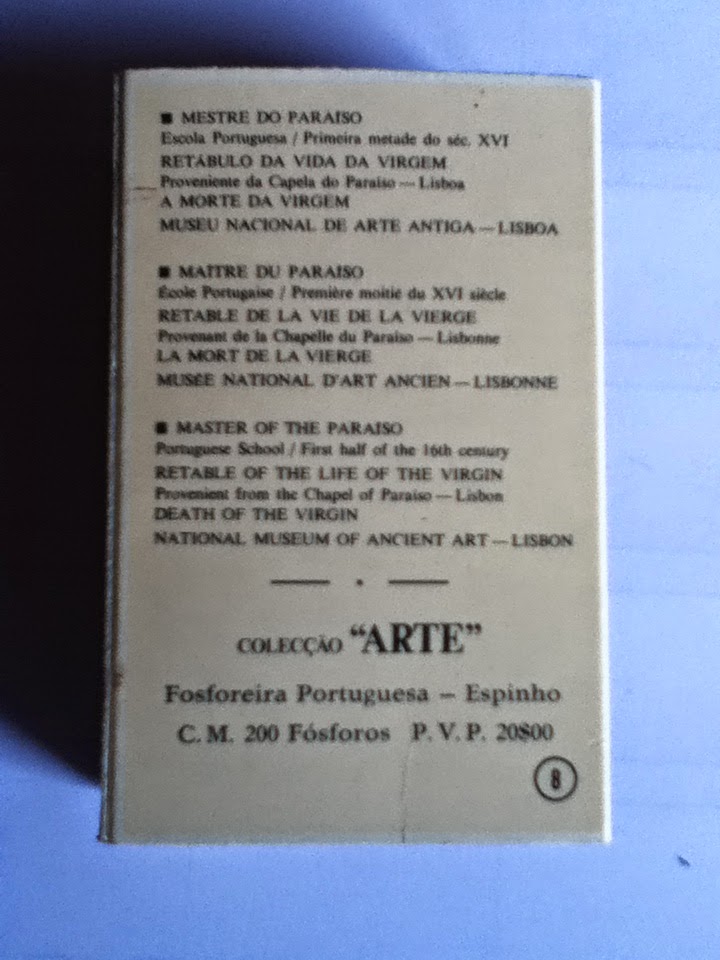 ■ MESTRE DO PARAISO
Escola Portuguesa / Primeira metade do séc. XVI
RETÁBULO DA VIDA DA VIRGEM
Proveniente da Capela do Paraiso — Lisboa
A MORTE DA VIRGEM
MUSEU NACIONAL DE ARTE ANTIGA — LISBOA
■ MAÎTRE DU PARAISO
École Portugaise / Première moitié du XVI siècle
RETABLE DE LA VIE DE LA VIERGE
Provenant de la Chapelle du Paraiso — Lisbonne
LA MORT DE LA VIERGE
MUSÉE NATIONAL D'ART ANCIEN — LISBONNE
■ MASTER OF THE PARAISO
Portuguese School / First half of the 16th century
RETABLE OF THE LIFE OF THE VIRGIN
Provenient from the Chapel of Paraiso — Lisbon
DEATH OF THE VIRGIN
NATIONAL MUSEUM OF ANCIENT ART — LISBON
COLECÇÃO "ARTE"
Fosforeira Portuguesa – Espinho
C. M. 200 Fósforos P. V. P. 20$00
8